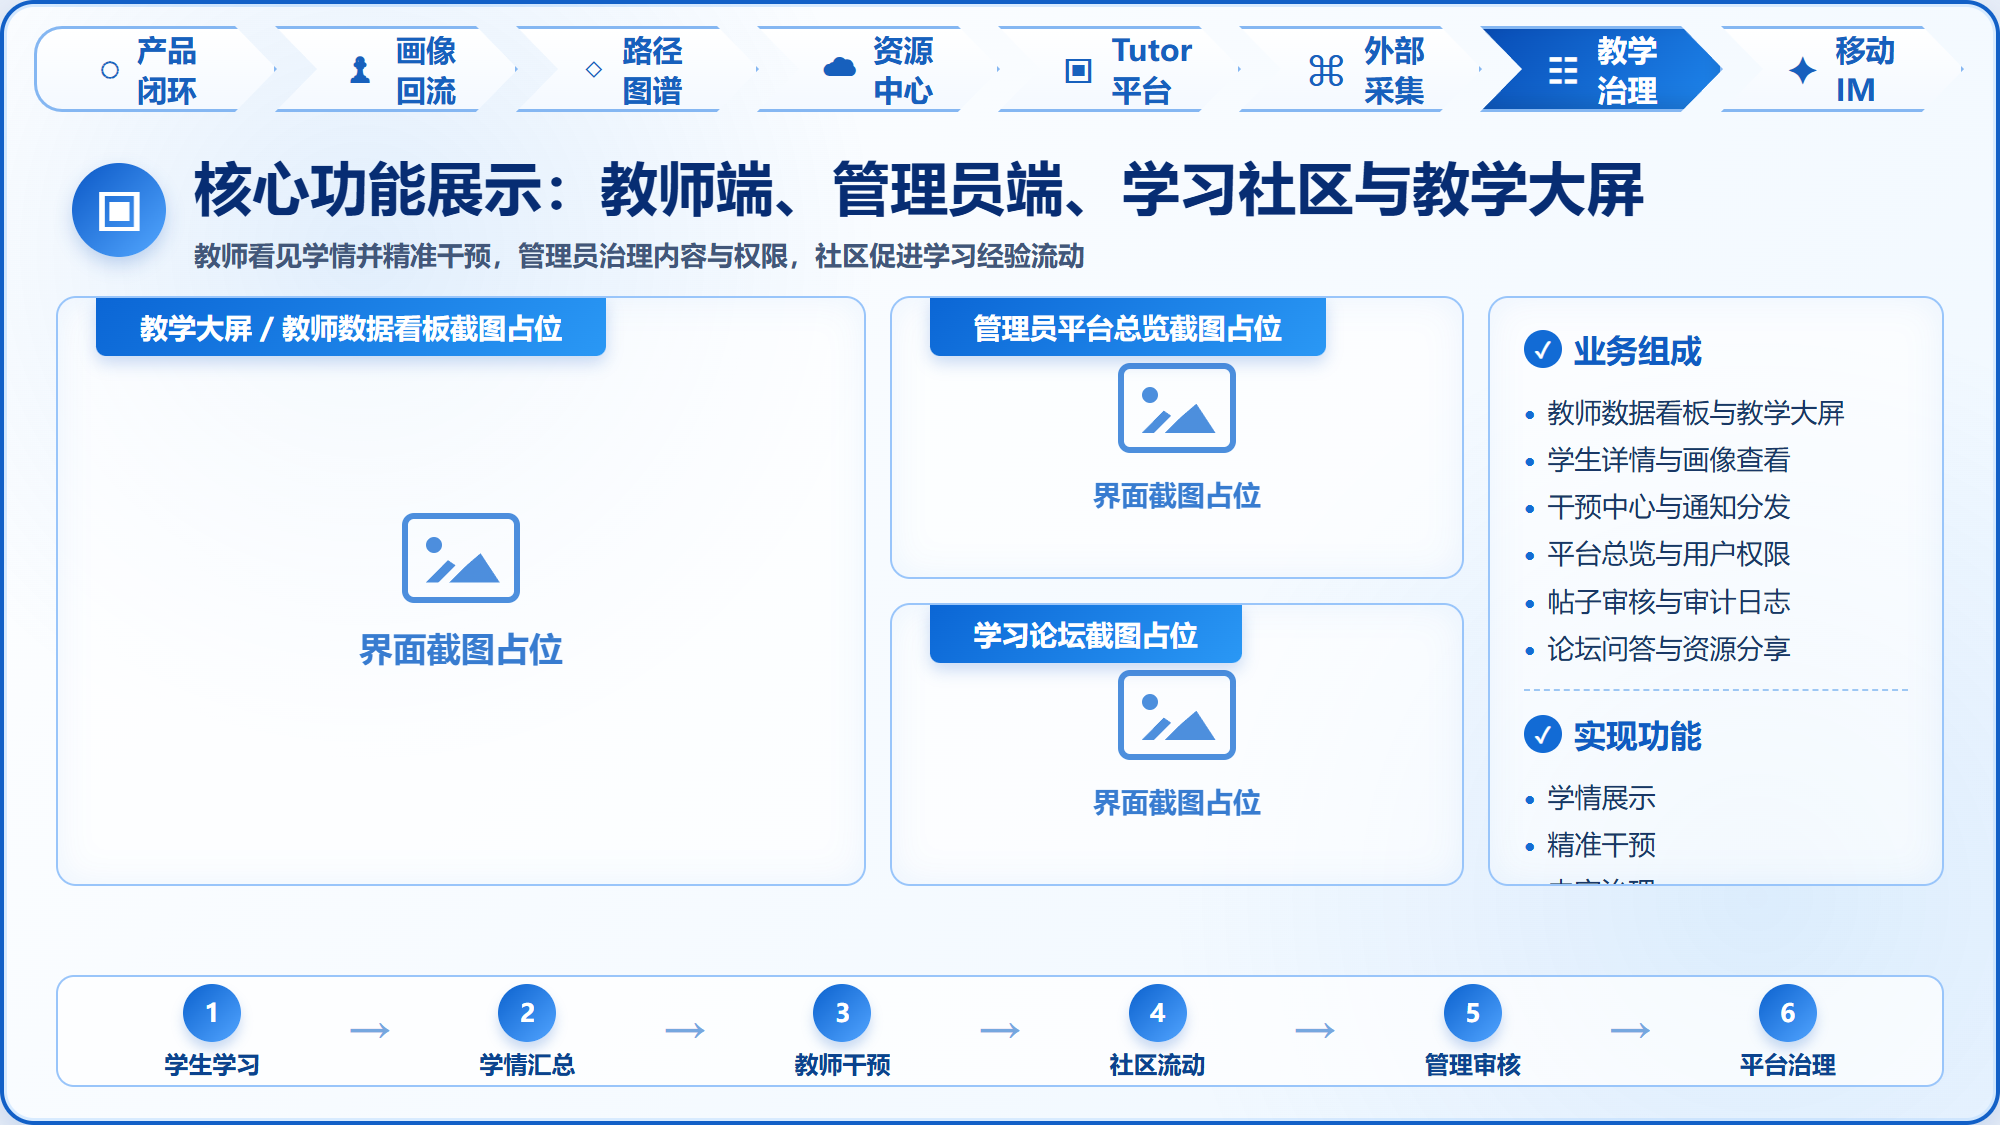 产品
闭环
画像
回流
路径
图谱
资源
中心
Tutor
平台
外部
采集
教学
治理
移动
IM
核心功能展示：教师端、管理员端、学习社区与教学大屏
教师看见学情并精准干预，管理员治理内容与权限，社区促进学习经验流动
教学大屏 / 教师数据看板截图占位
界面截图占位
管理员平台总览截图占位
界面截图占位
学习论坛截图占位
界面截图占位
业务组成
• 教师数据看板与教学大屏
• 学生详情与画像查看
• 干预中心与通知分发
• 平台总览与用户权限
• 帖子审核与审计日志
• 论坛问答与资源分享
实现功能
• 学情展示
• 精准干预
1
学生学习
→
2
学情汇总
→
3
教师干预
→
4
社区流动
→
5
管理审核
→
6
平台治理